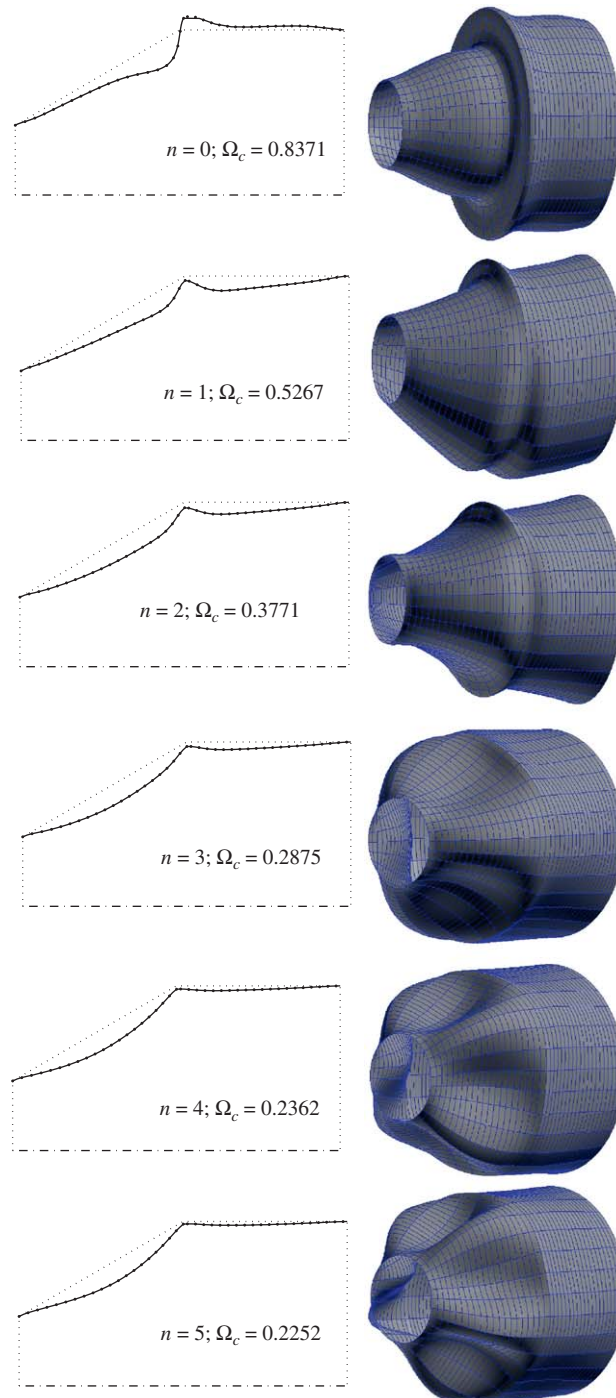 n = 0; Ω_c = 0.8371
n = 1; Ω_c = 0.5267
n = 2; Ω_c = 0.3771
n = 3; Ω_c = 0.2875
n = 4; Ω_c = 0.2362
n = 5; Ω_c = 0.2252